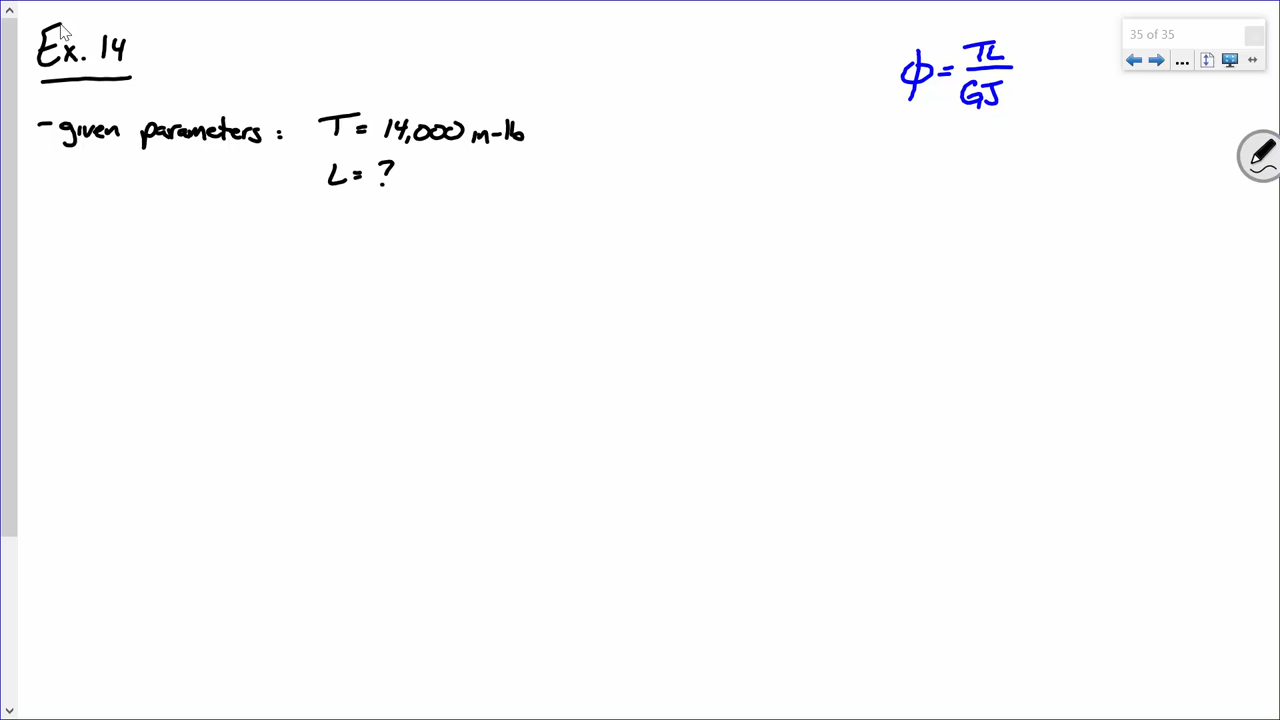 Ex. 14
φ = TL / GJ
35 of 35
- given parameters : T = 14,000 in-lb
L = ?